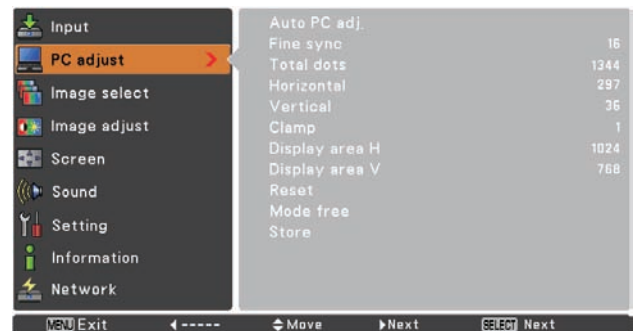 Input
PC adjust
Image select
Image adjust
Screen
Sound
Setting
Information
Network
Auto PC adj.
Fine sync 16
Total dots 1344
Horizontal 297
Vertical 36
Clamp 1
Display area H 1024
Display area V 768
Reset
Mode free
Store
MENU Exit ◀----- ◆Move ▶Next SELECT Next